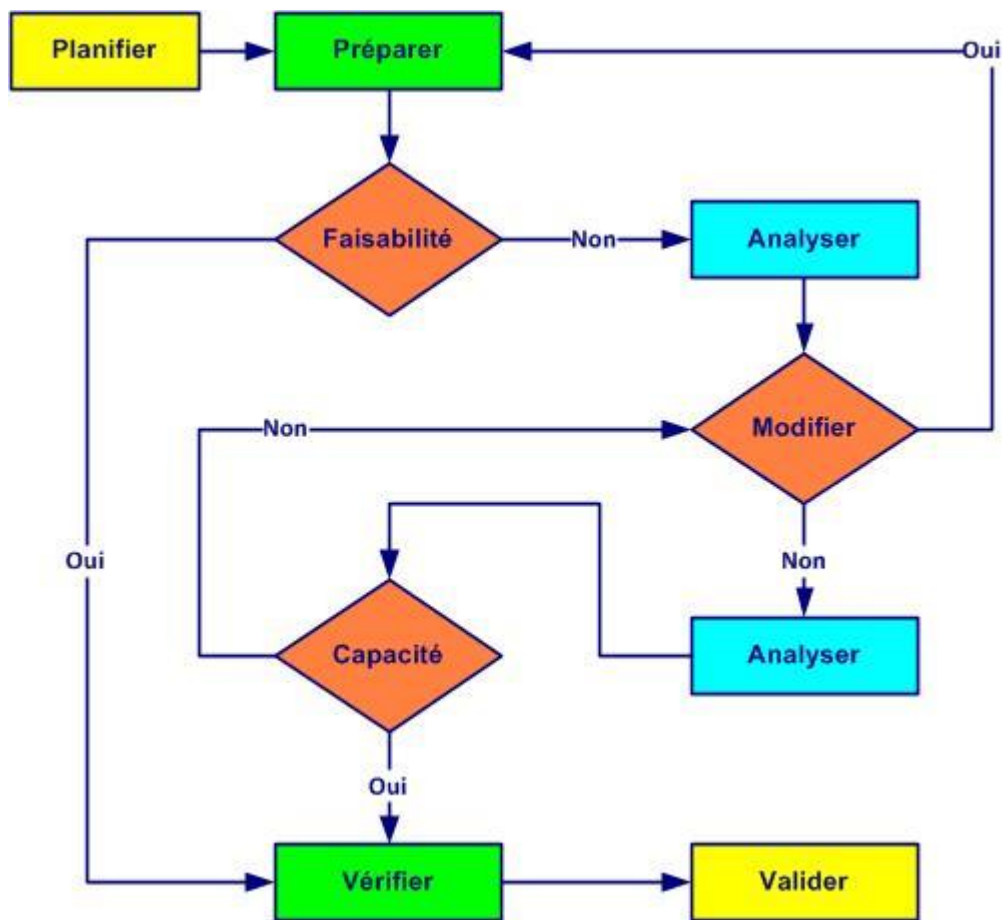 Planifier
Préparer
Oui
Faisabilité
Non
Analyser
Non
Modifier
Oui
Non
Capacité
Analyser
Oui
Vérifier
Valider